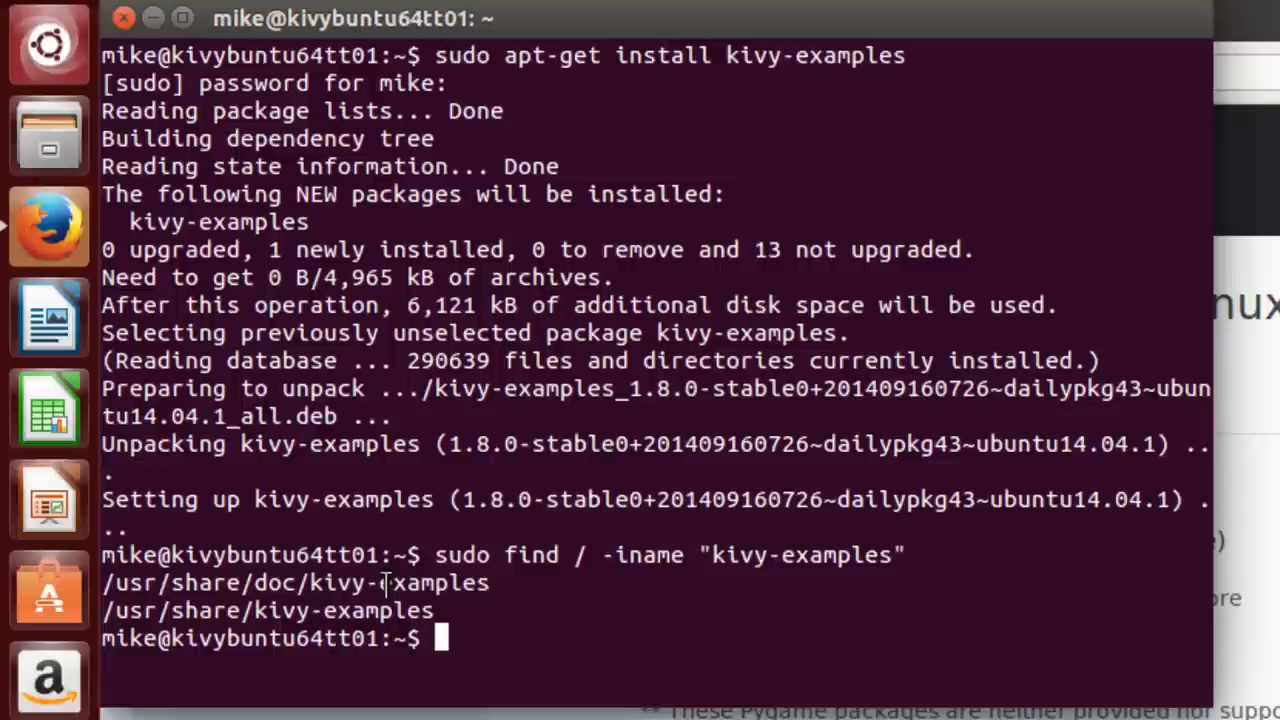 mike@kivybuntu64tt01: ~
mike@kivybuntu64tt01:~$ sudo apt-get install kivy-examples
[sudo] password for mike:
Reading package lists... Done
Building dependency tree
Reading state information... Done
The following NEW packages will be installed:
  kivy-examples
0 upgraded, 1 newly installed, 0 to remove and 13 not upgraded.
Need to get 0 B/4,965 kB of archives.
After this operation, 6,121 kB of additional disk space will be used.
Selecting previously unselected package kivy-examples.
(Reading database ... 290639 files and directories currently installed.)
Preparing to unpack .../kivy-examples_1.8.0-stable0+201409160726~dailypkg43~ubun
tu14.04.1_all.deb ...
Unpacking kivy-examples (1.8.0-stable0+201409160726~dailypkg43~ubuntu14.04.1) ..
.
Setting up kivy-examples (1.8.0-stable0+201409160726~dailypkg43~ubuntu14.04.1) .
..
mike@kivybuntu64tt01:~$ sudo find / -iname "kivy-examples"
/usr/share/doc/kivy-examples
/usr/share/kivy-examples
mike@kivybuntu64tt01:~$
** These Pygame packages are neither provided nor